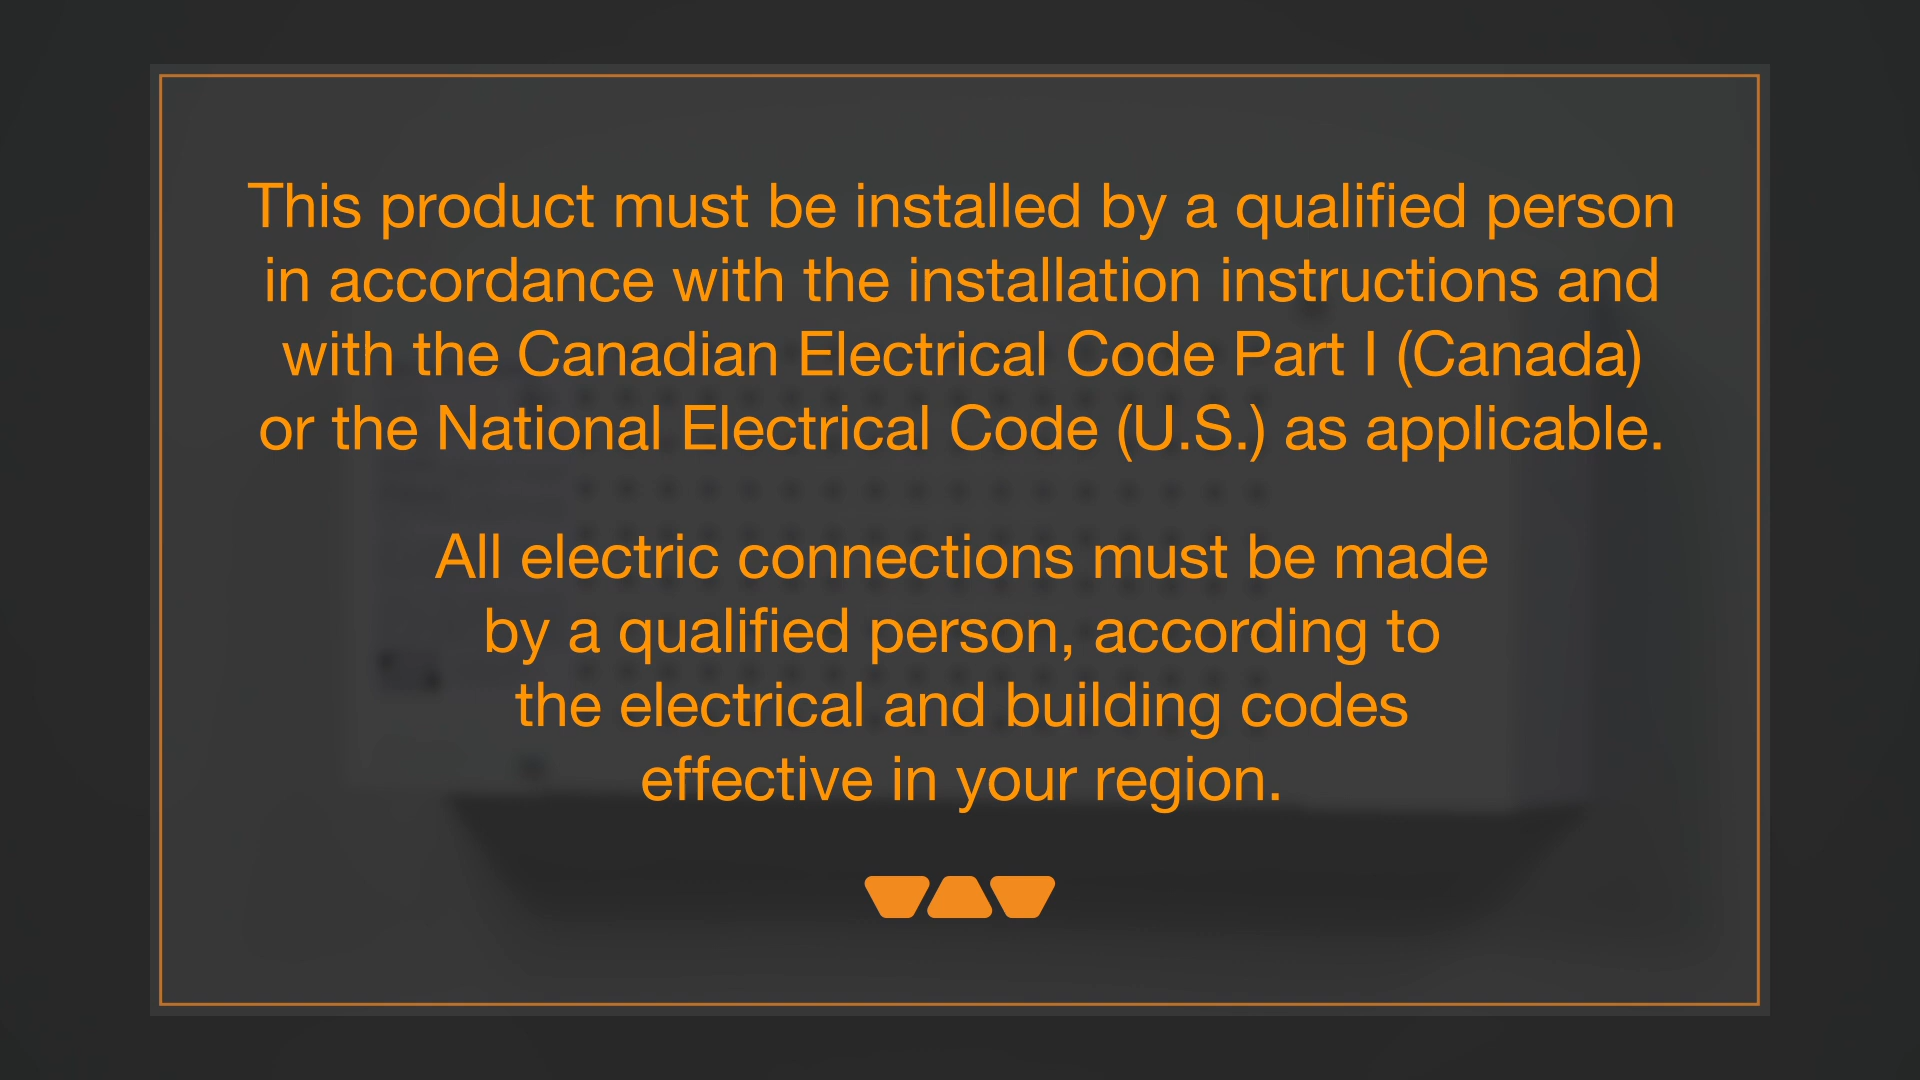 This product must be installed by a qualified person
in accordance with the installation instructions and
with the Canadian Electrical Code Part I (Canada)
or the National Electrical Code (U.S.) as applicable.
All electric connections must be made
by a qualified person, according to
the electrical and building codes
effective in your region.